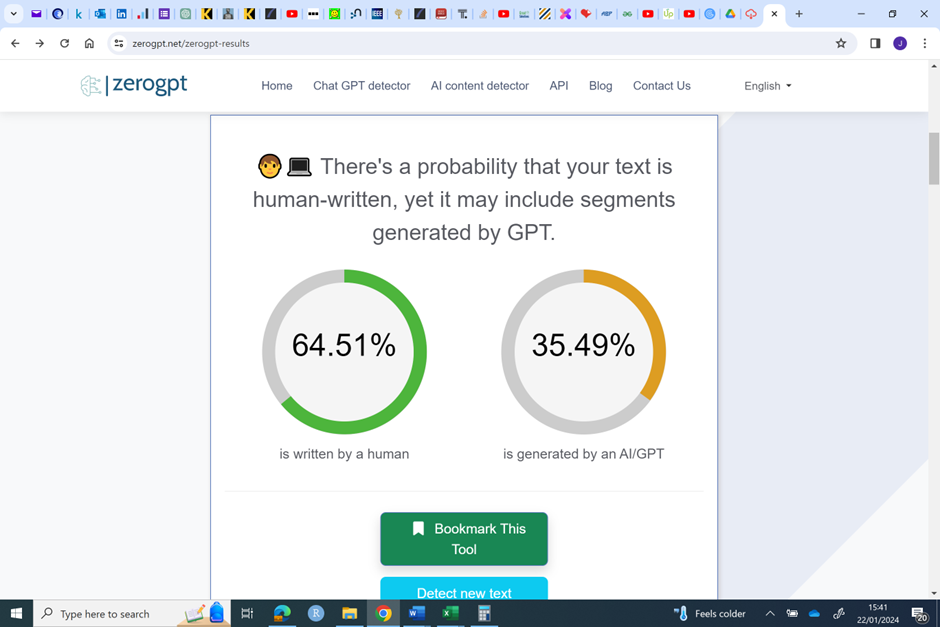 zerogpt.net/zerogpt-results
J
zerogpt
Home Chat GPT detector AI content detector API Blog Contact Us English
There's a probability that your text is
human-written, yet it may include segments
generated by GPT.
64.51% 35.49%
is written by a human is generated by an AI/GPT
Bookmark This
Tool
Detect new text
Type here to search
Feels colder
15:41
22/01/2024
20